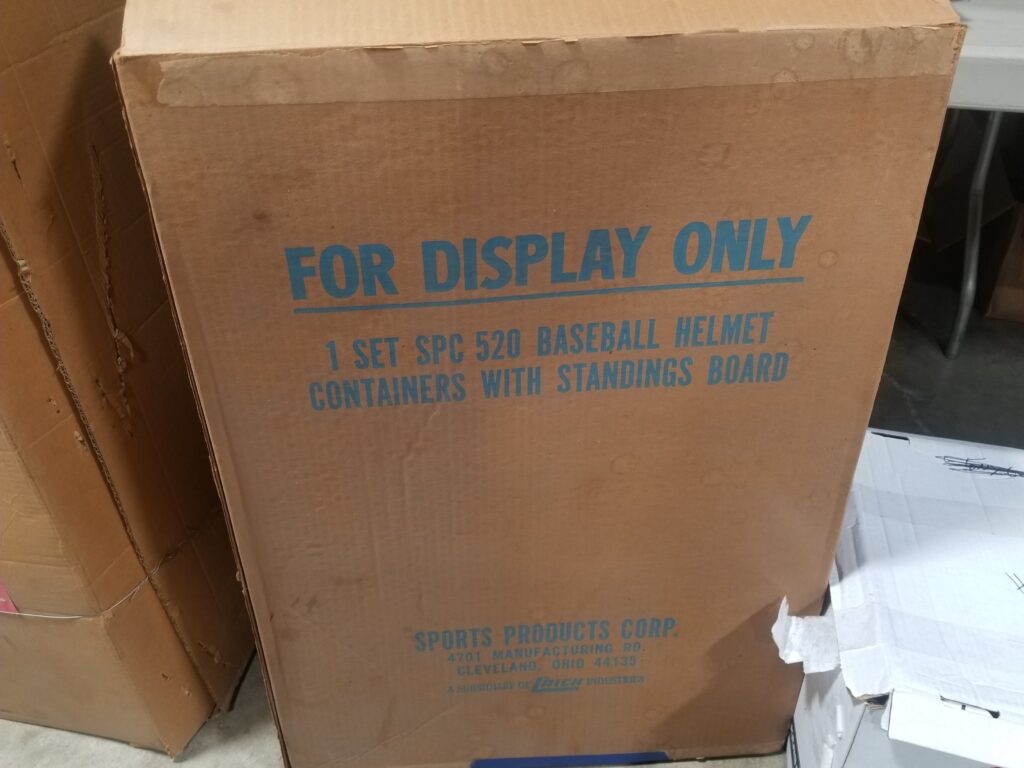 FOR DISPLAY ONLY
1 SET SPC 520 BASEBALL HELMET
CONTAINERS WITH STANDINGS BOARD
SPORTS PRODUCTS CORP.
4701 MANUFACTURING RD.
CLEVELAND, OHIO 44135
A SUBSIDIARY OF LAICH INDUSTRIES